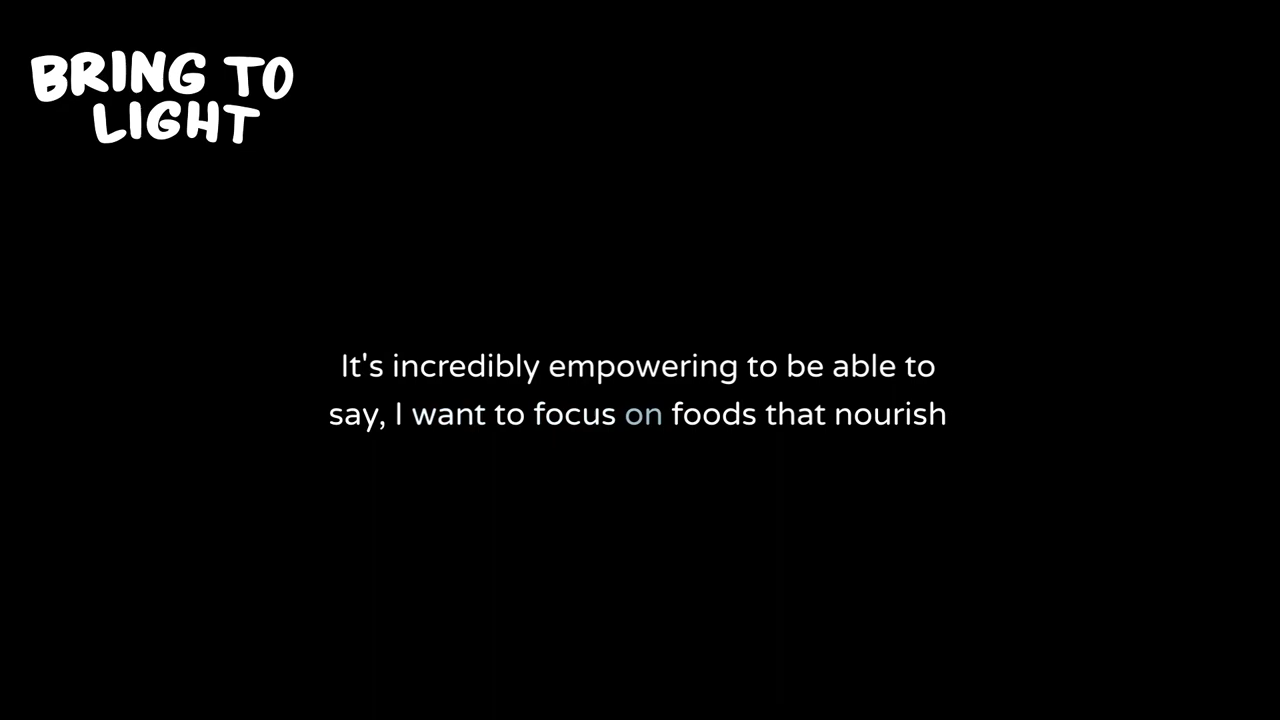 BRING TO
LIGHT
It's incredibly empowering to be able to
say, I want to focus on foods that nourish